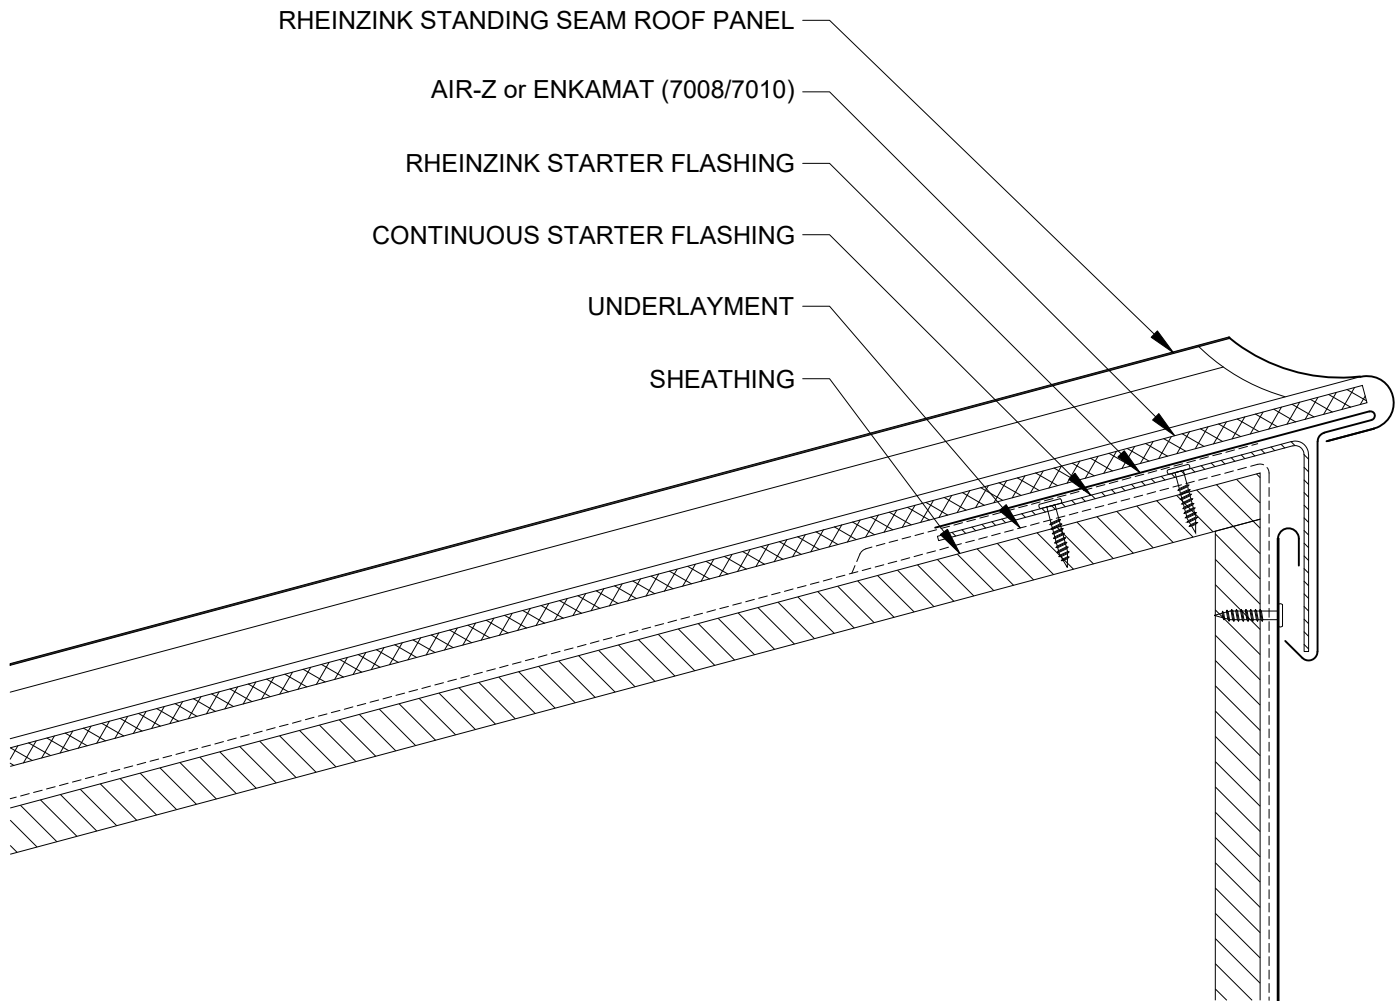 RHEINZINK STANDING SEAM ROOF PANEL
AIR-Z or ENKAMAT (7008/7010)
RHEINZINK STARTER FLASHING
CONTINUOUS STARTER FLASHING
UNDERLAYMENT
SHEATHING